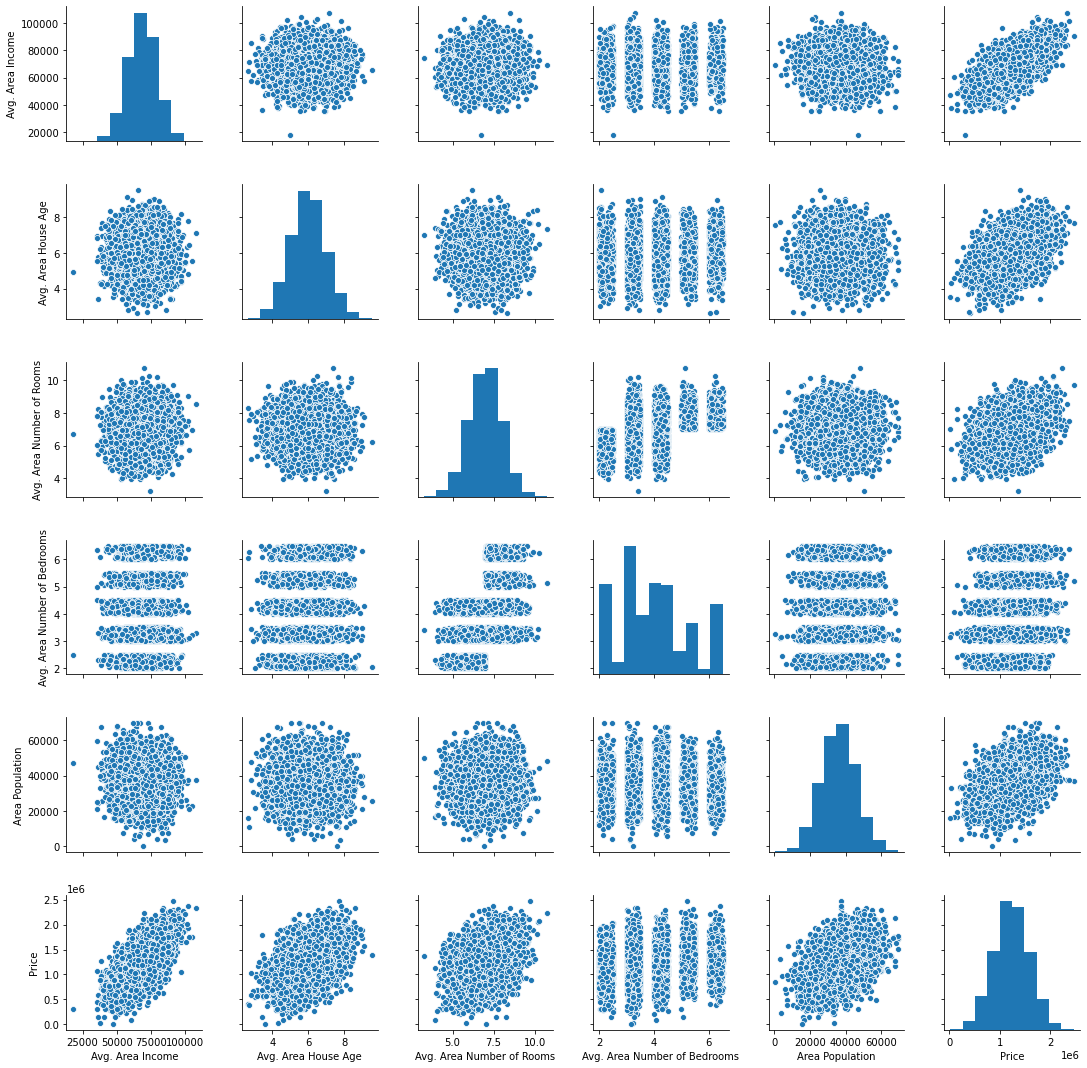 100000
80000
60000
40000
20000
Avg. Area Income
8
6
4
Avg. Area House Age
10
8
6
4
Avg. Area Number of Rooms
6
5
4
3
2
Avg. Area Number of Bedrooms
60000
40000
20000
0
Area Population
1e6
2.5
2.0
1.5
1.0
0.5
0.0
Price
25000 50000 75000 100000
4 6 8
5.0 7.5 10.0
2 4 6
0 20000 40000 60000
0 1 2
1e6
Avg. Area Income
Avg. Area House Age
Avg. Area Number of Rooms
Avg. Area Number of Bedrooms
Area Population
Price